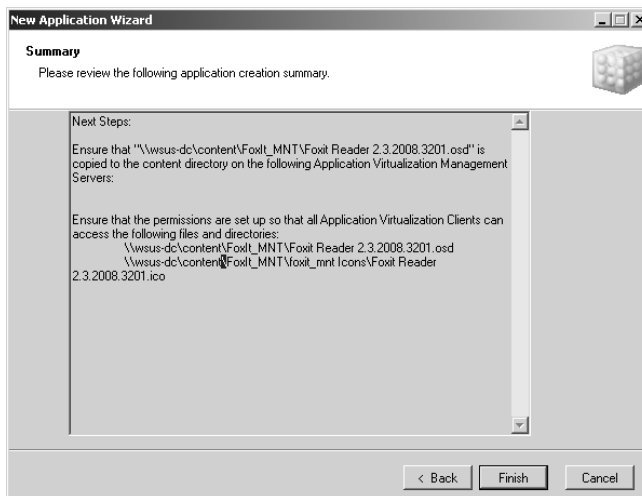 New Application Wizard
Summary
Please review the following application creation summary.
Next Steps:
Ensure that "\\wsus-dc\content\FoxIt_MNT\Foxit Reader 2.3.2008.3201.osd" is
copied to the content directory on the following Application Virtualization Management
Servers:
Ensure that the permissions are set up so that all Application Virtualization Clients can
access the following files and directories:
\\wsus-dc\content\FoxIt_MNT\Foxit Reader 2.3.2008.3201.osd
\\wsus-dc\content\FoxIt_MNT\foxit_mnt Icons\Foxit Reader
2.3.2008.3201.ico
< Back
Finish
Cancel